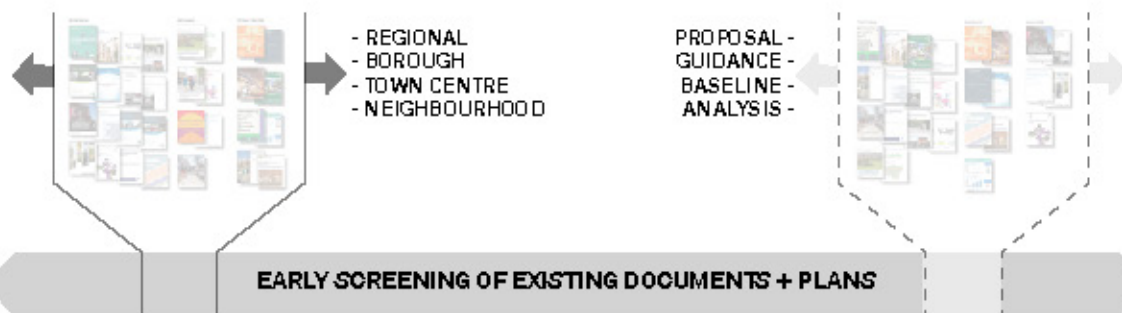 - REGIONAL
- BOROUGH
- TOWN CENTRE
- NEIGHBOURHOOD
PROPOSAL -
GUIDANCE -
BASELINE -
ANALYSIS -
EARLY SCREENING OF EXISTING DOCUMENTS + PLANS